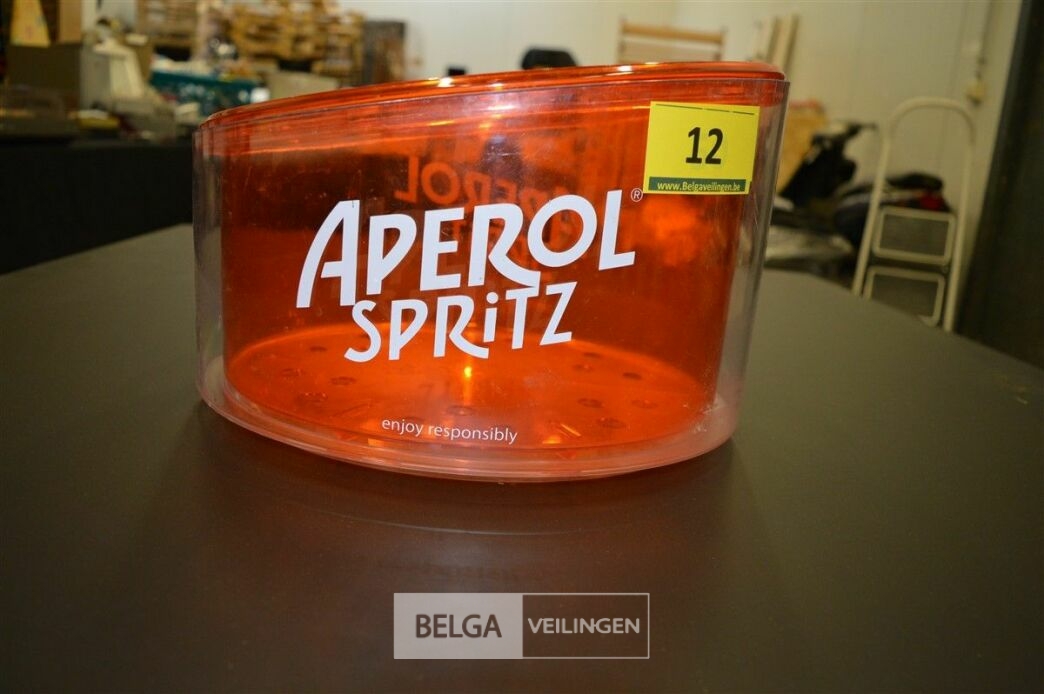 12
www.Belgaveilingen.be
APEROL®
SPRiTZ
enjoy responsibly
BELGA VEILINGEN